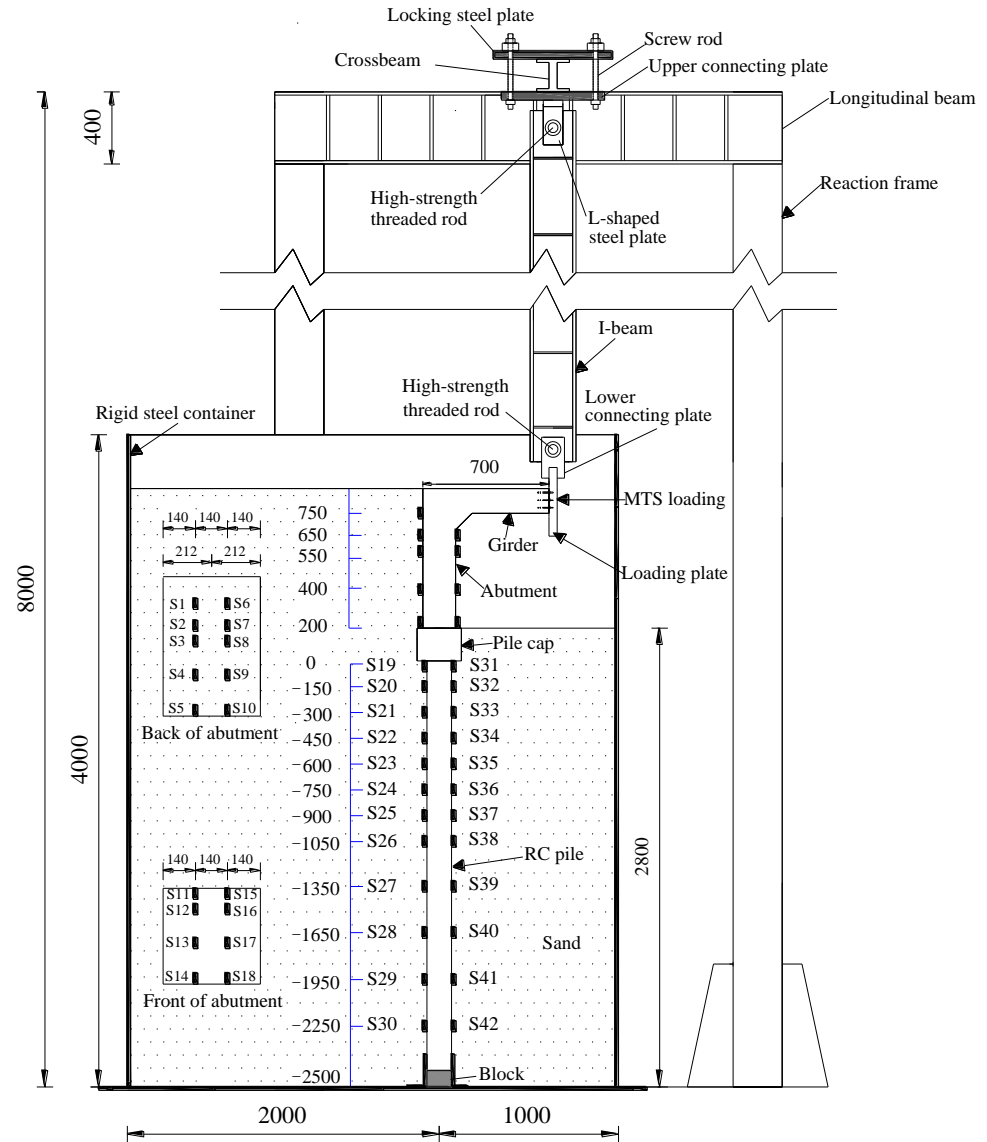 Locking steel plate
Screw rod
Crossbeam
Upper connecting plate
Longitudinal beam
400
High-strength
threaded rod
L-shaped
steel plate
Reaction frame
I-beam
High-strength
threaded rod
Lower
connecting plate
Rigid steel container
700
MTS loading
Girder
Loading plate
Abutment
Pile cap
8000
4000
140 140 140
212 212
S1 S6
S2 S7
S3 S8
S4 S9
S5 S10
Back of abutment
750
650
550
400
200
0 S19 S31
−150 S20 S32
−300 S21 S33
−450 S22 S34
−600 S23 S35
−750 S24 S36
−900 S25 S37
−1050 S26 S38
RC pile
2800
140 140 140
S11 S15
S12 S16
S13 S17
S14 S18
Front of abutment
−1350 S27 S39
−1650 S28 S40
Sand
−1950 S29 S41
−2250 S30 S42
−2500
Block
2000
1000